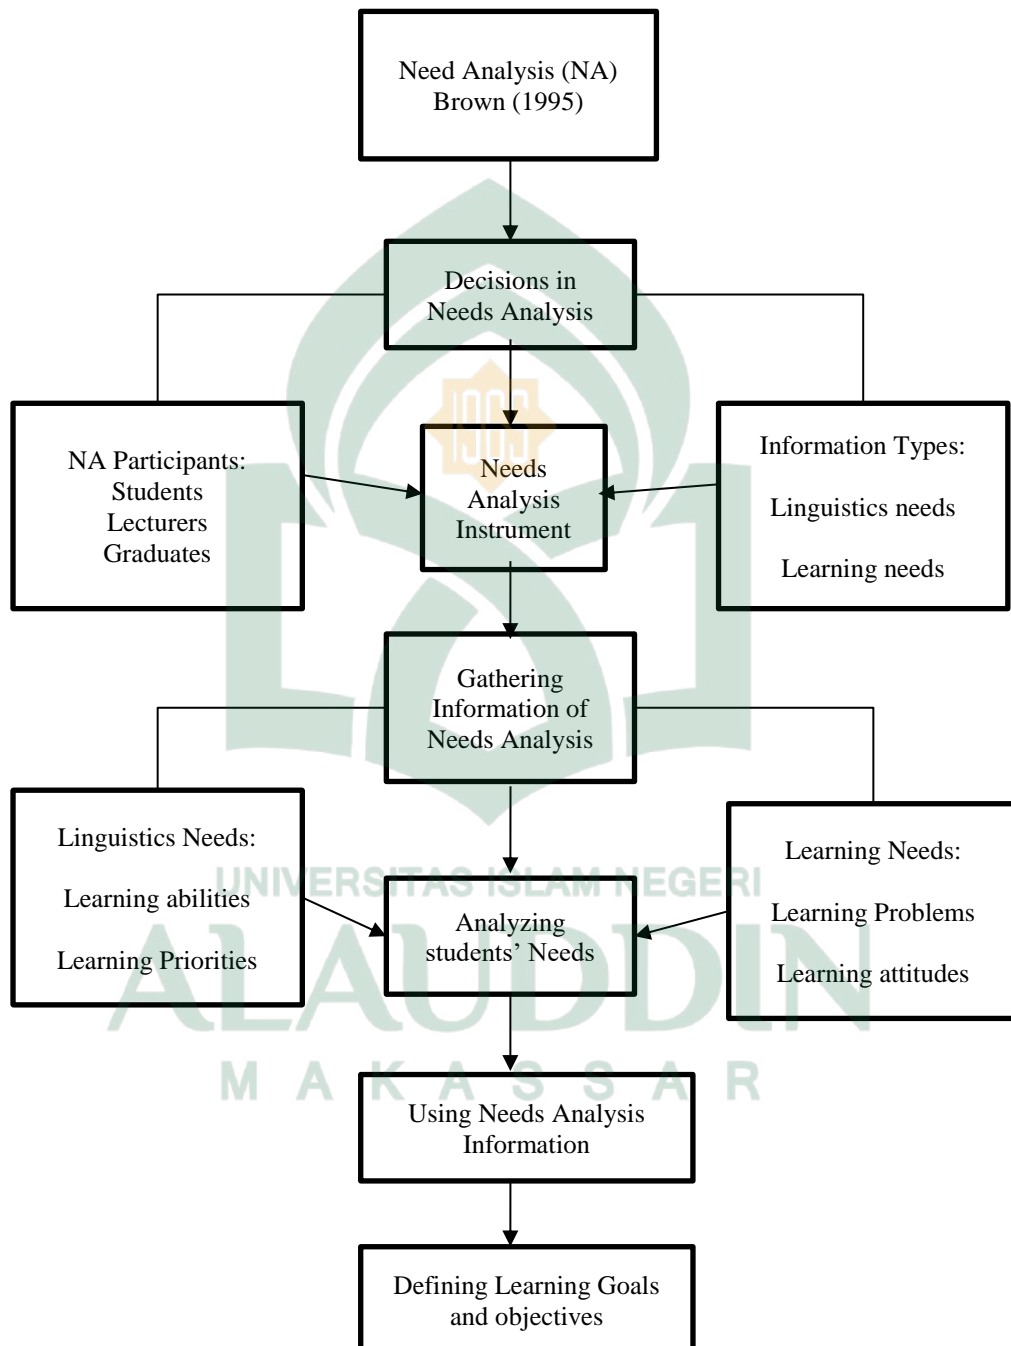 Need Analysis (NA)
Brown (1995)
Decisions in
Needs Analysis
NA Participants:
Students
Lecturers
Graduates
Needs
Analysis
Instrument
Information Types:
Linguistics needs
Learning needs
Gathering
Information of
Needs Analysis
Linguistics Needs:
Learning abilities
Learning Priorities
Analyzing
students’ Needs
Learning Needs:
Learning Problems
Learning attitudes
UNIVERSITAS ISLAM NEGERI
ALAUDDIN
MAKASSAR
Using Needs Analysis
Information
Defining Learning Goals
and objectives